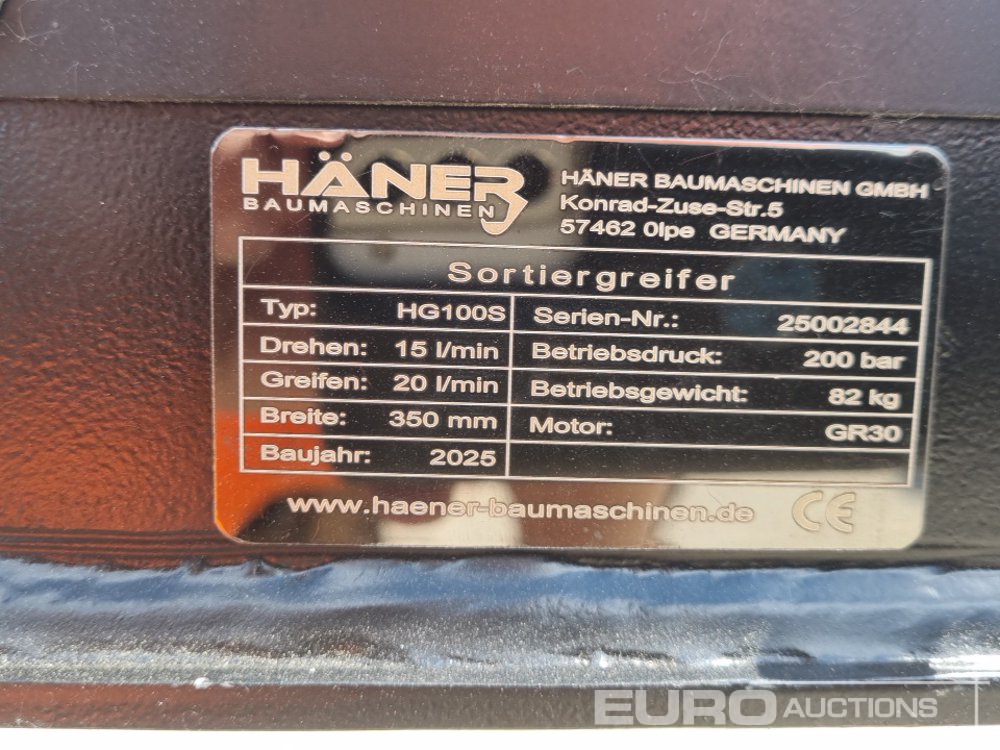 HÄNER
BAUMASCHINEN
HÄNER BAUMASCHINEN GMBH
Konrad-Zuse-Str.5
57462 Olpe GERMANY
Sortiergreifer
Typ: HG100S
Serien-Nr.: 25002844
Drehen: 15 l/min
Betriebsdruck: 200 bar
Greifen: 20 l/min
Betriebsgewicht: 82 kg
Breite: 350 mm
Motor: GR30
Baujahr: 2025
www.haener-baumaschinen.de CE
EURO AUCTIONS